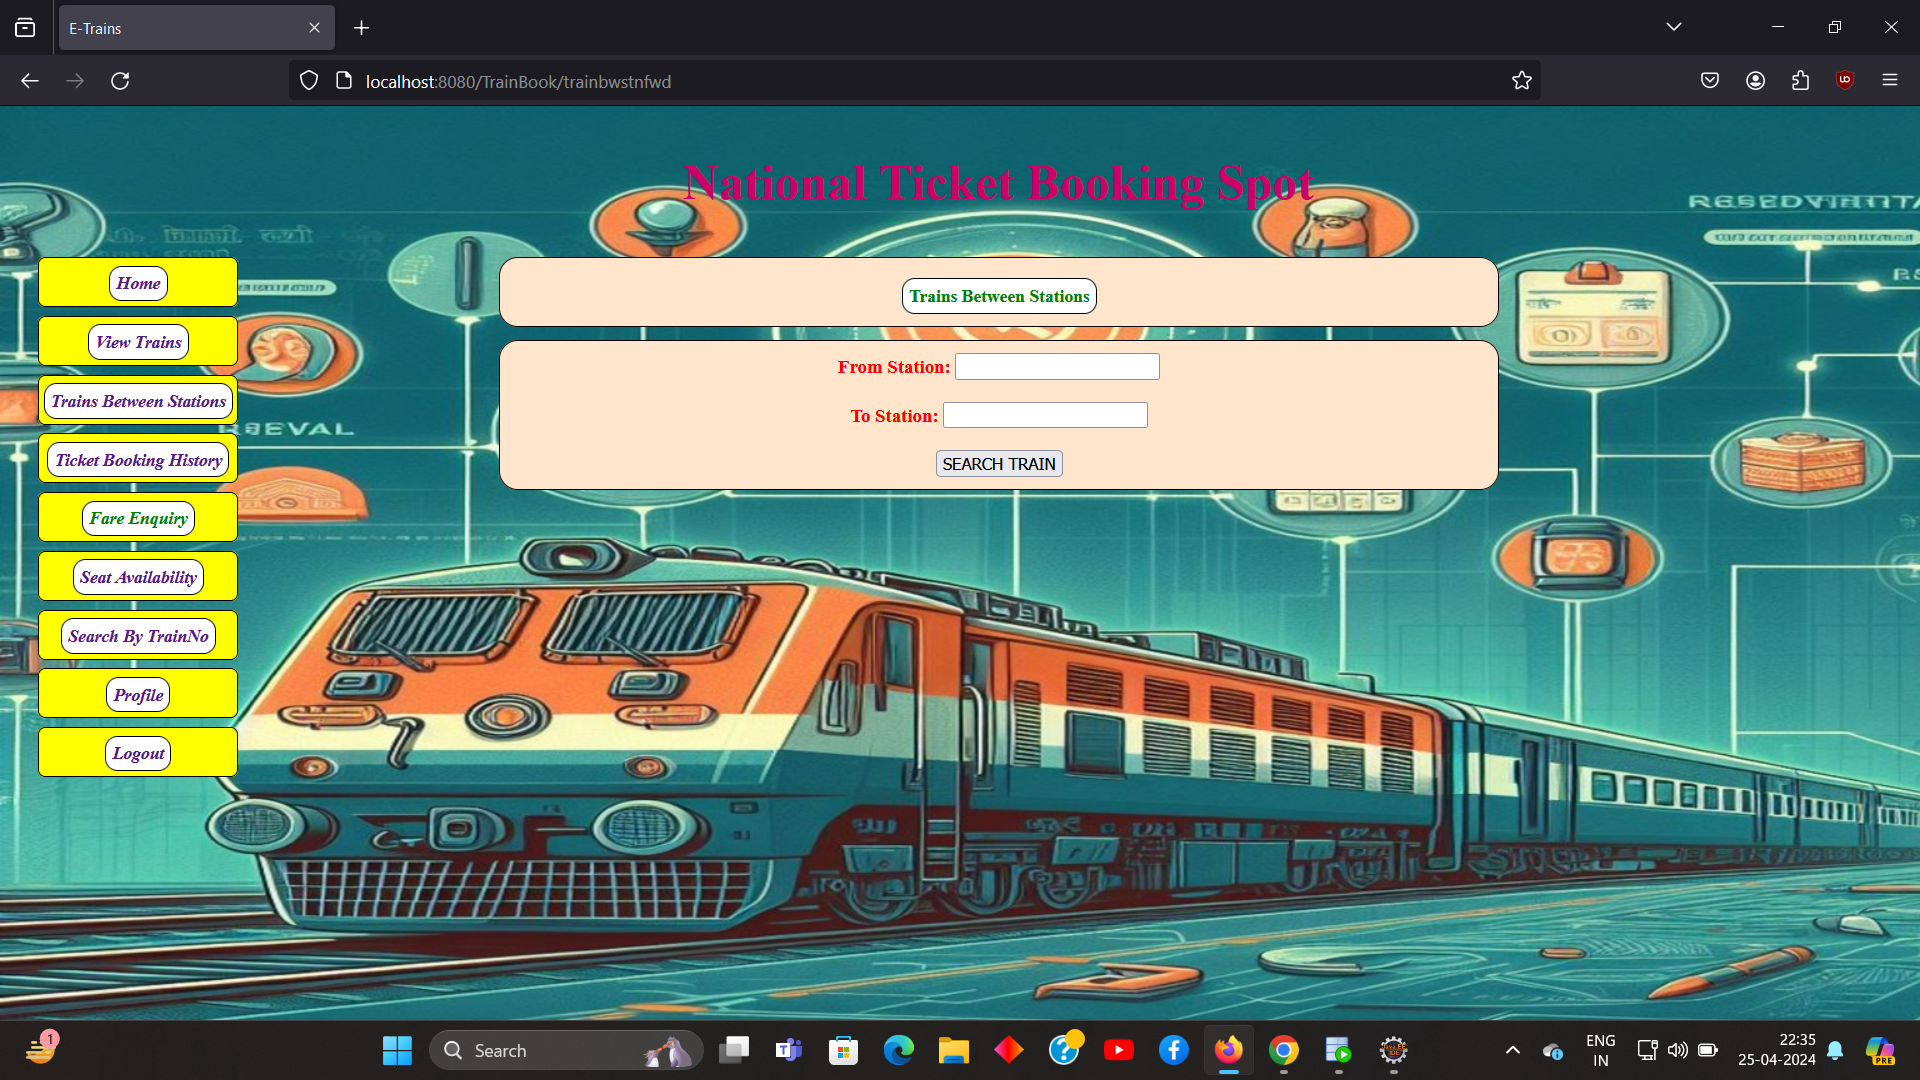 E-Trains
localhost:8080/TrainBook/trainbwstnfwd
National Ticket Booking Spot
Home
View Trains
Trains Between Stations
Ticket Booking History
Fare Enquiry
Seat Availability
Search By TrainNo
Profile
Logout
Trains Between Stations
From Station:
To Station:
SEARCH TRAIN
1
Search
ENG
IN
22:35
25-04-2024
PRE